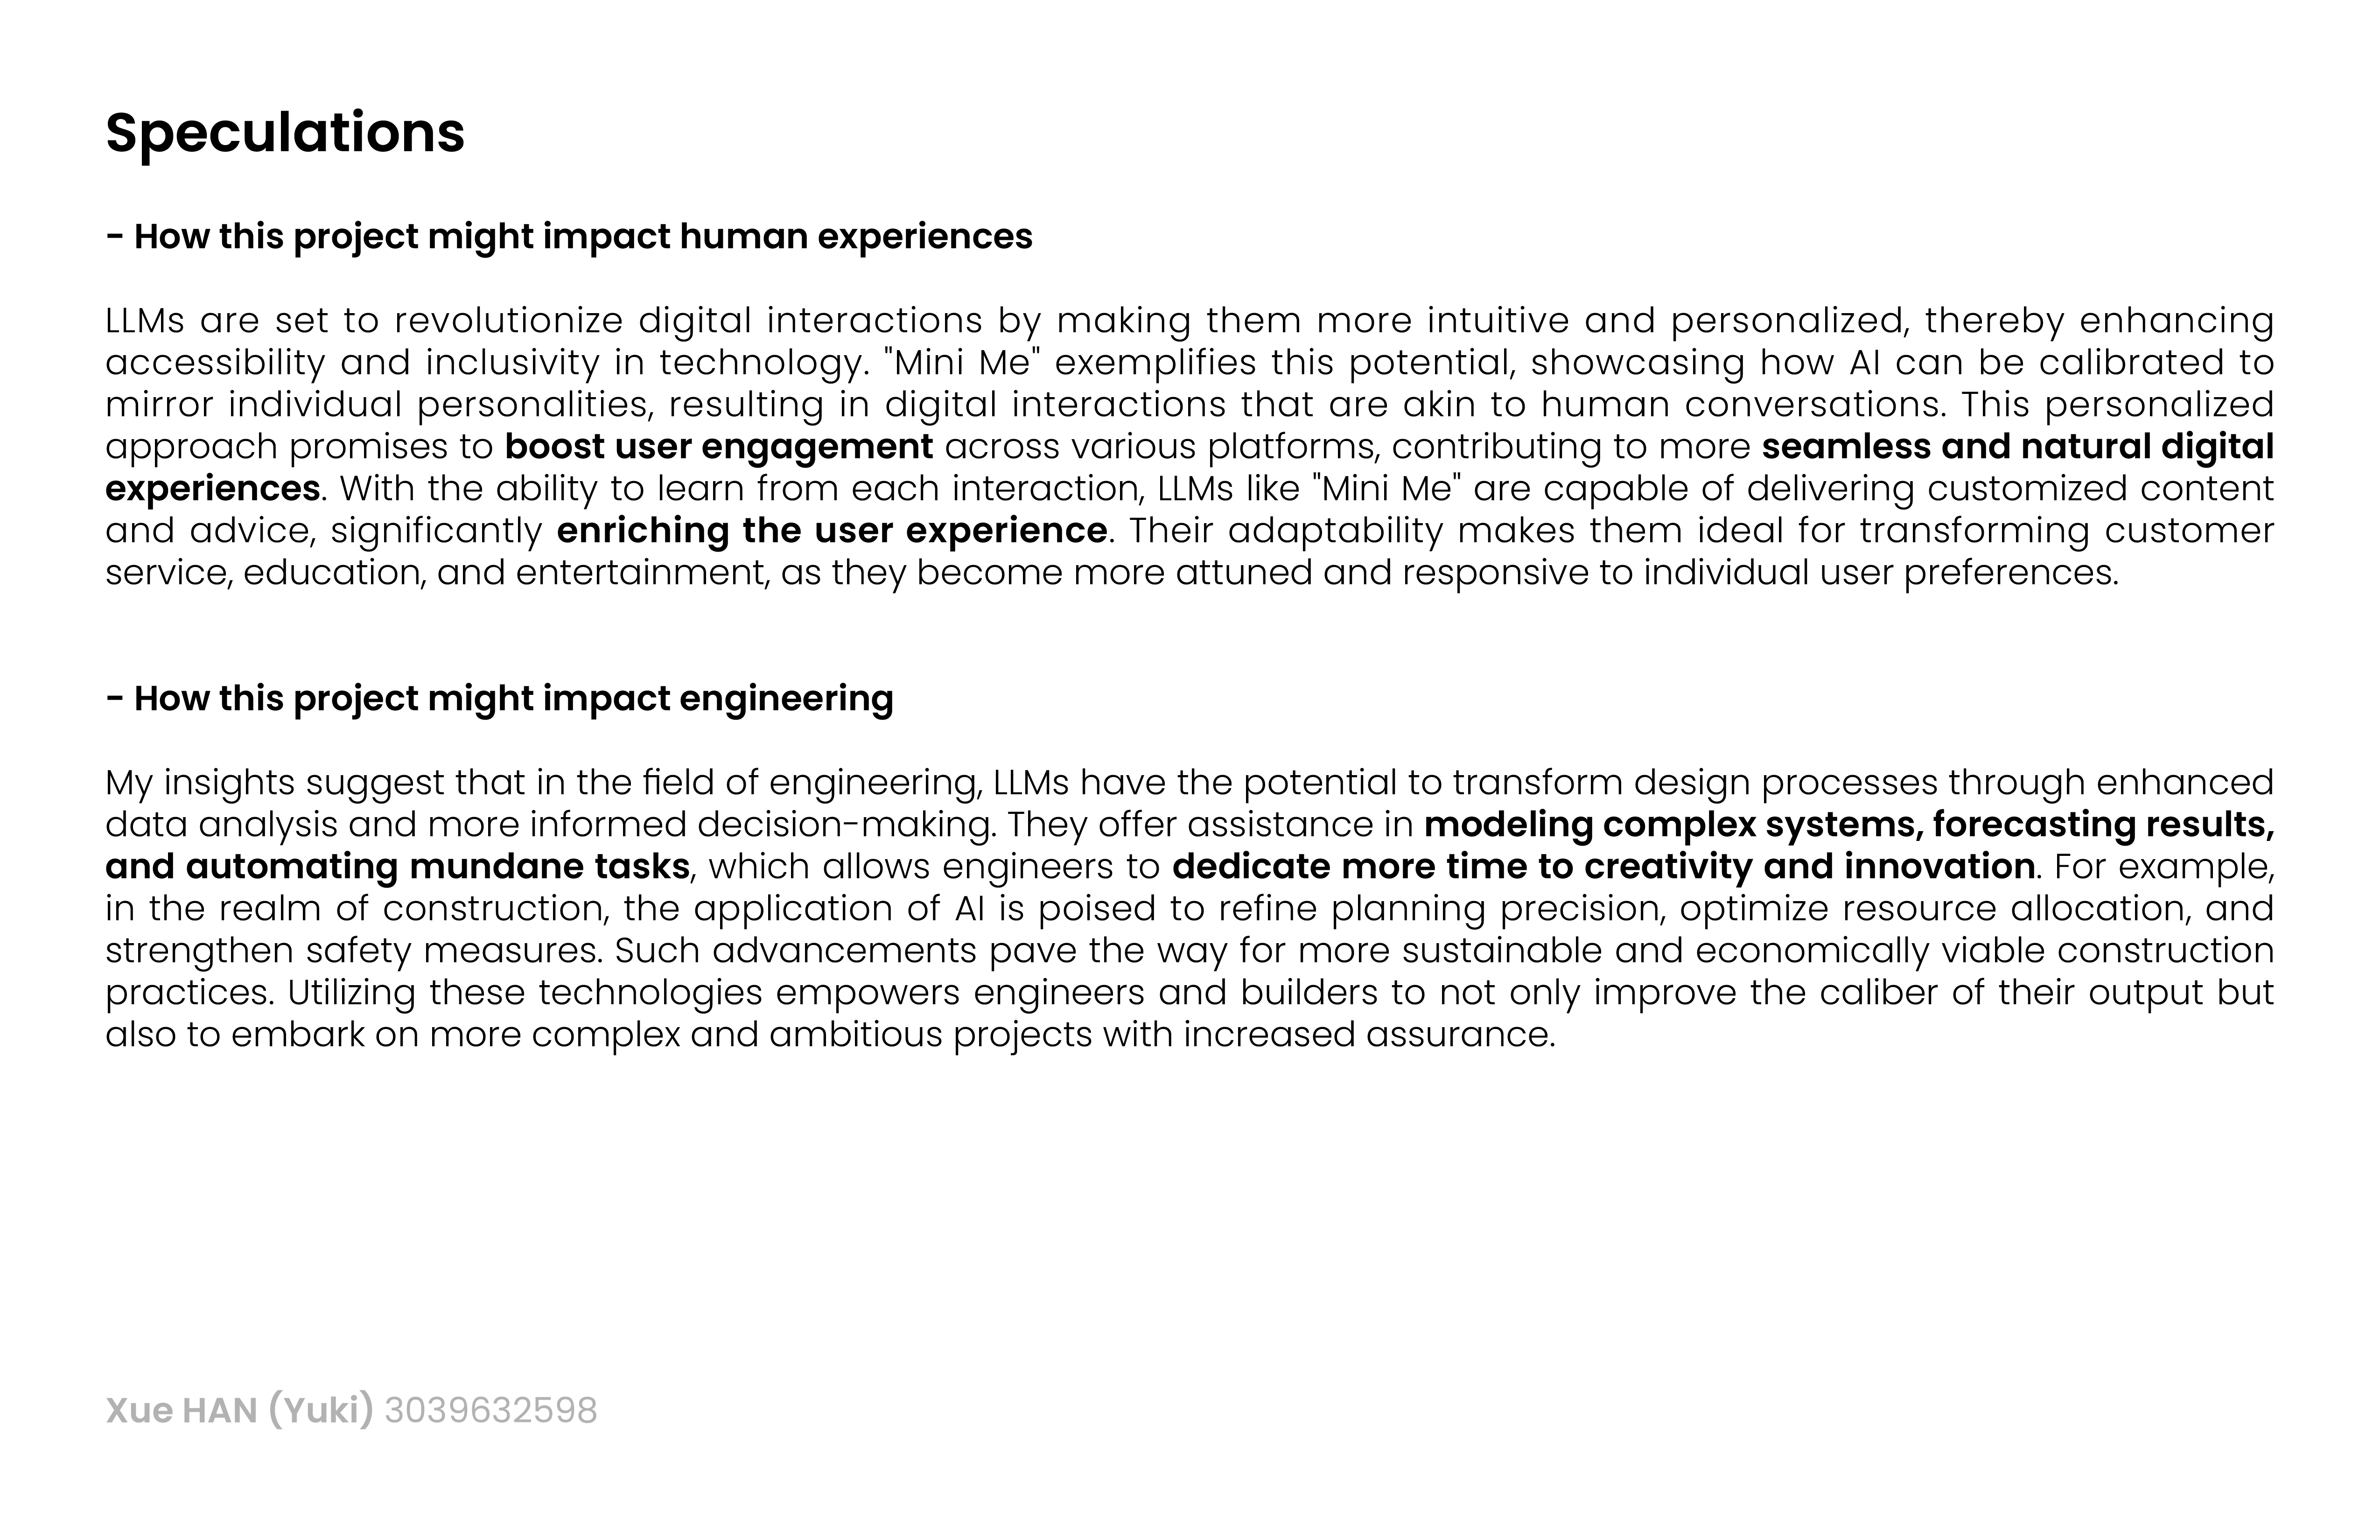 Speculations
- How this project might impact human experiences
LLMs are set to revolutionize digital interactions by making them more intuitive and personalized, thereby enhancing
accessibility and inclusivity in technology. "Mini Me" exemplifies this potential, showcasing how AI can be calibrated to
mirror individual personalities, resulting in digital interactions that are akin to human conversations. This personalized
approach promises to boost user engagement across various platforms, contributing to more seamless and natural digital
experiences. With the ability to learn from each interaction, LLMs like "Mini Me" are capable of delivering customized content
and advice, significantly enriching the user experience. Their adaptability makes them ideal for transforming customer
service, education, and entertainment, as they become more attuned and responsive to individual user preferences.
- How this project might impact engineering
My insights suggest that in the field of engineering, LLMs have the potential to transform design processes through enhanced
data analysis and more informed decision-making. They offer assistance in modeling complex systems, forecasting results,
and automating mundane tasks, which allows engineers to dedicate more time to creativity and innovation. For example,
in the realm of construction, the application of AI is poised to refine planning precision, optimize resource allocation, and
strengthen safety measures. Such advancements pave the way for more sustainable and economically viable construction
practices. Utilizing these technologies empowers engineers and builders to not only improve the caliber of their output but
also to embark on more complex and ambitious projects with increased assurance.
Xue HAN (Yuki) 3039632598